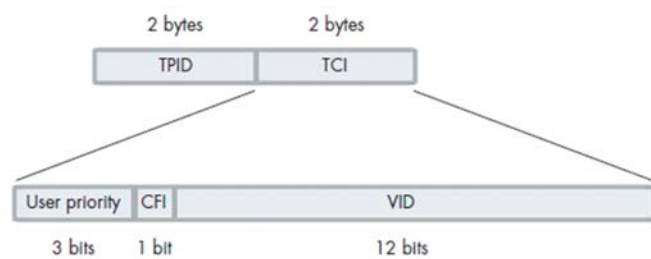 2 bytes 2 bytes
TPID TCI
User priority CFI VID
3 bits 1 bit 12 bits